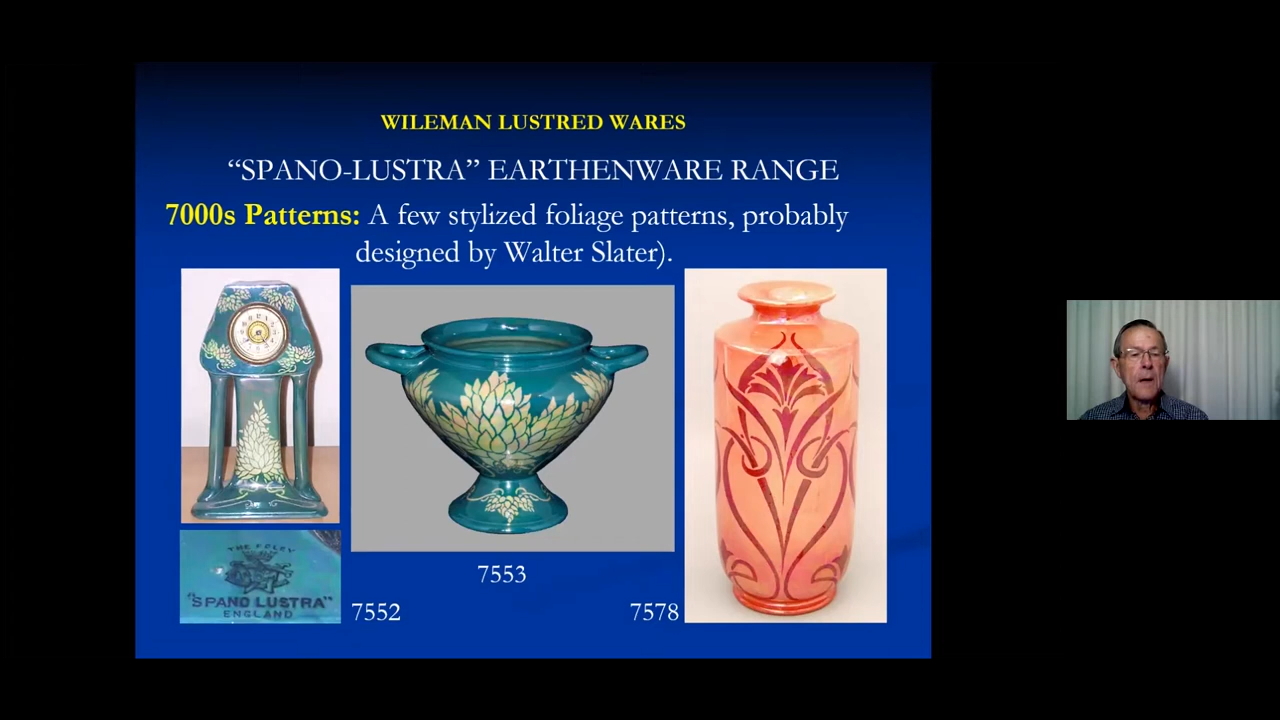 WILEMAN LUSTRED WARES
“SPANO-LUSTRA” EARTHENWARE RANGE
7000s Patterns: A few stylized foliage patterns, probably
designed by Walter Slater).
THE FOLEY
"SPANO LUSTRA"
ENGLAND
7553
7552
7578